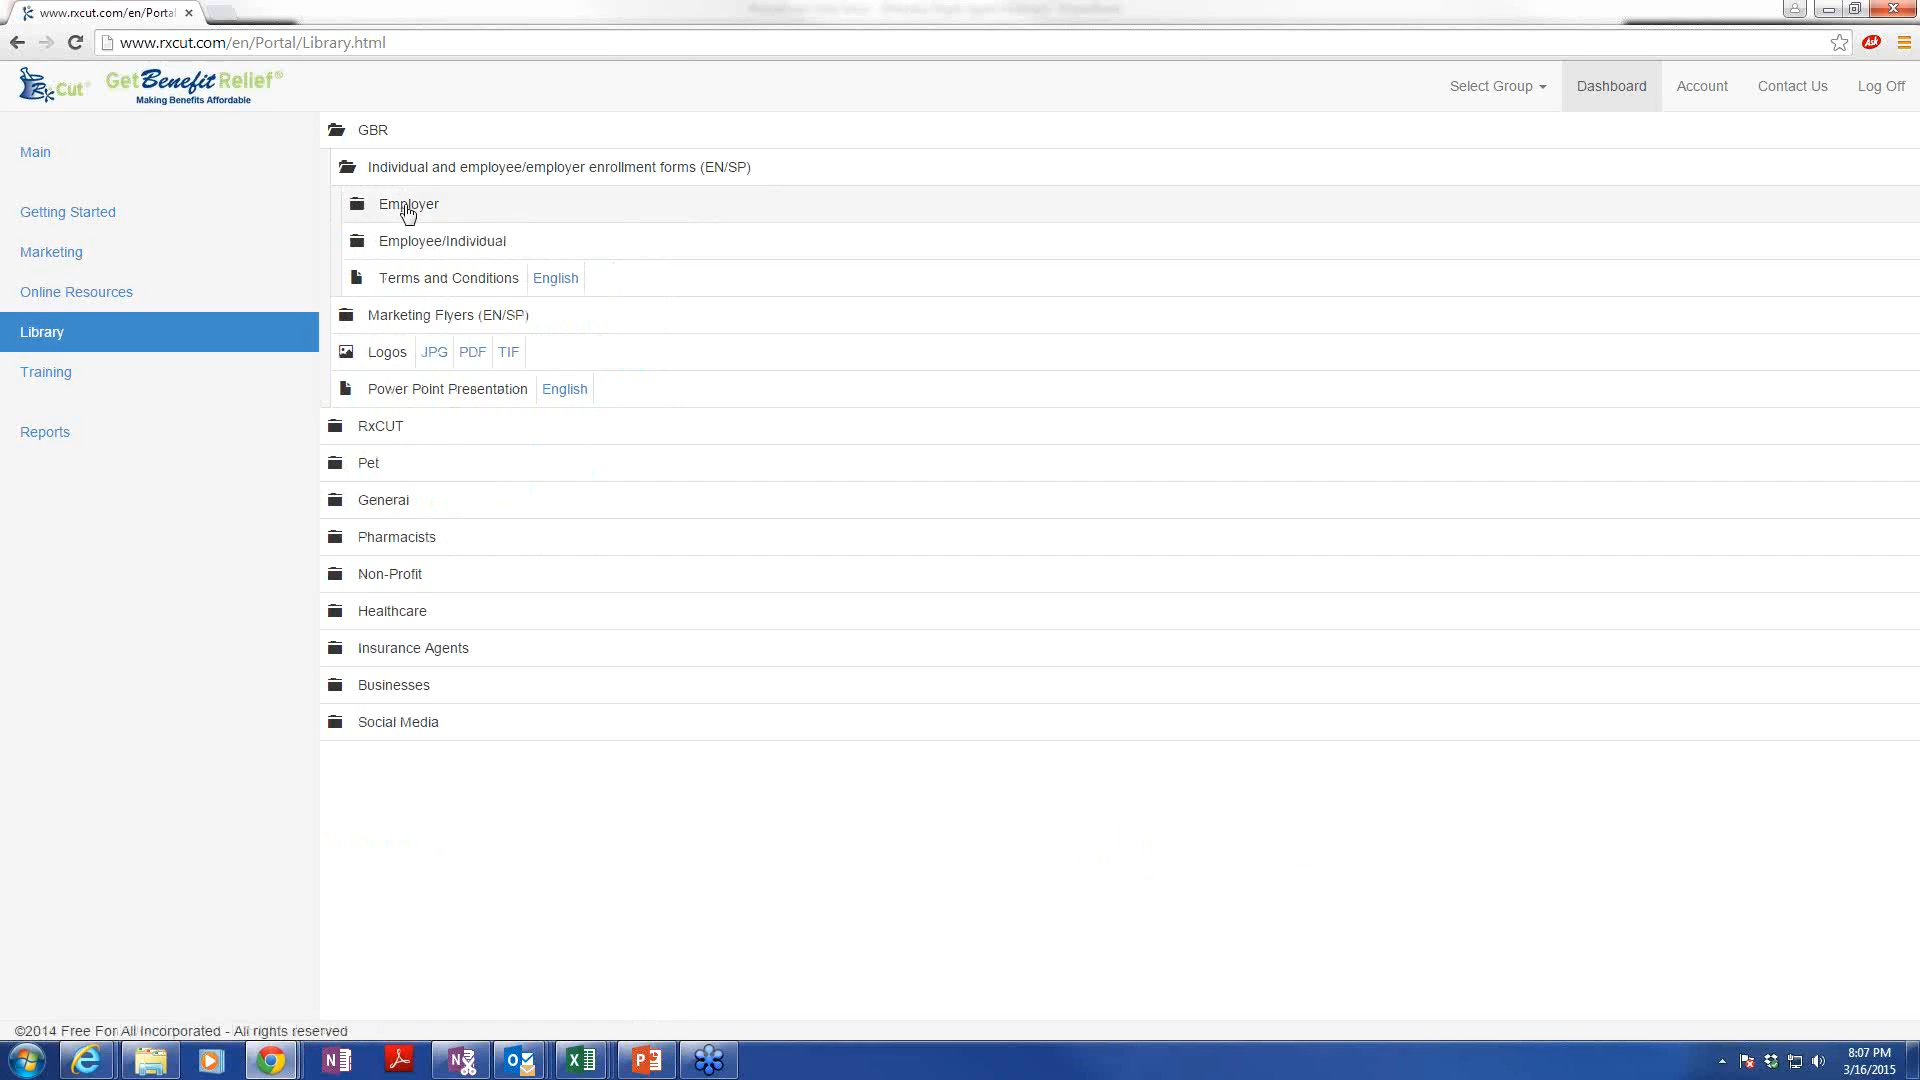 www.rxcut.com/en/Porta
www.rxcut.com/en/Portal/Library.html
Ask
Rx Cut®
GetBenefitRelief®
Making Benefits Affordable
Select Group
Dashboard
Account
Contact Us
Log Off
Main
Getting Started
Marketing
Online Resources
Library
Training
Reports
GBR
Individual and employee/employer enrollment forms (EN/SP)
Employer
Employee/Individual
Terms and Conditions English
Marketing Flyers (EN/SP)
Logos JPG PDF TIF
Power Point Presentation English
RxCUT
Pet
General
Pharmacists
Non-Profit
Healthcare
Insurance Agents
Businesses
Social Media
©2014 Free For All Incorporated - All rights reserved
8:07 PM
3/16/2015